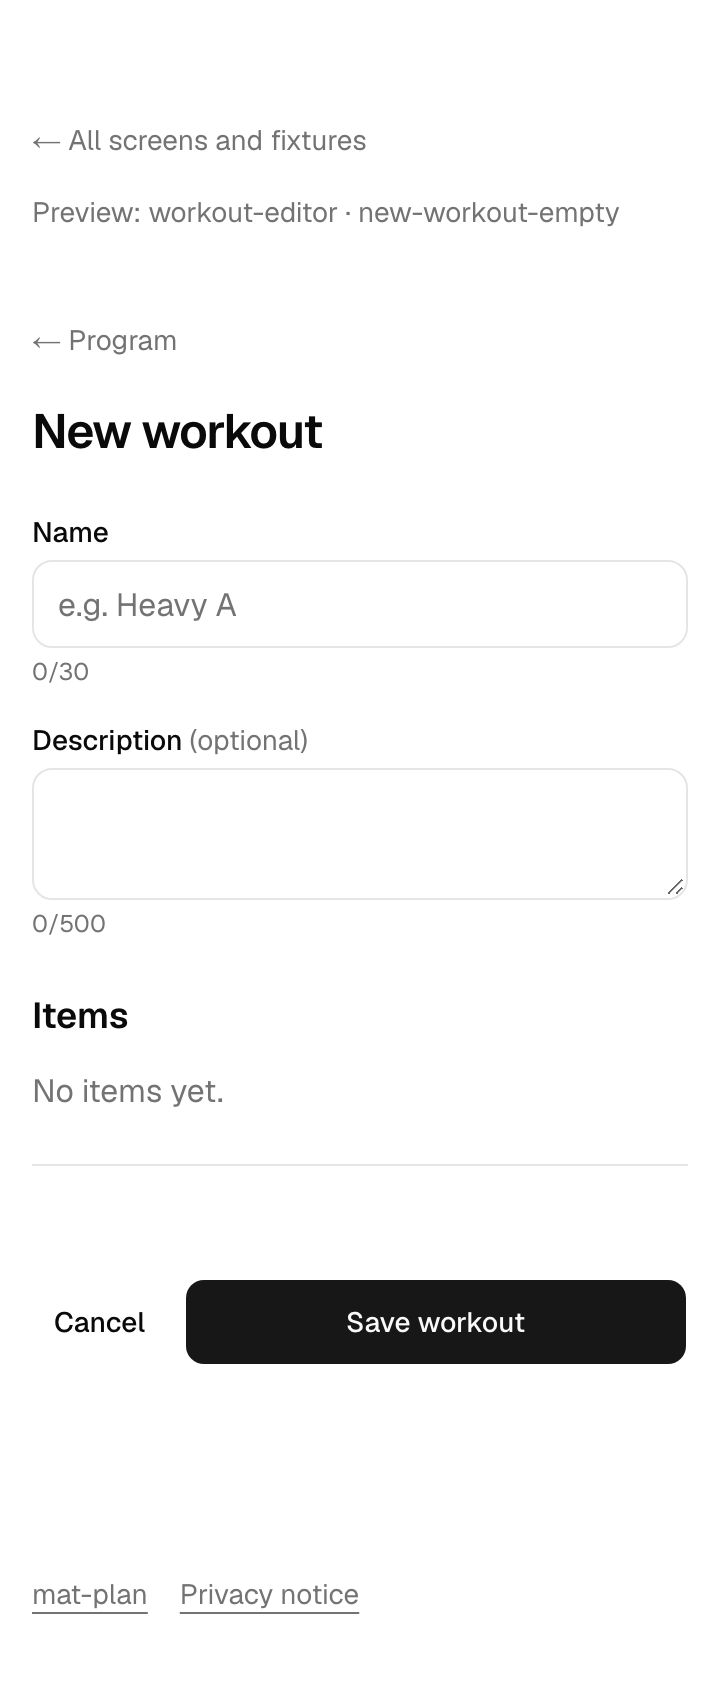 ← All screens and fixtures
Preview: workout-editor · new-workout-empty
← Program
New workout
Name
e.g. Heavy A
0/30
Description (optional)
0/500
Items
No items yet.
Cancel Save workout
mat-plan Privacy notice